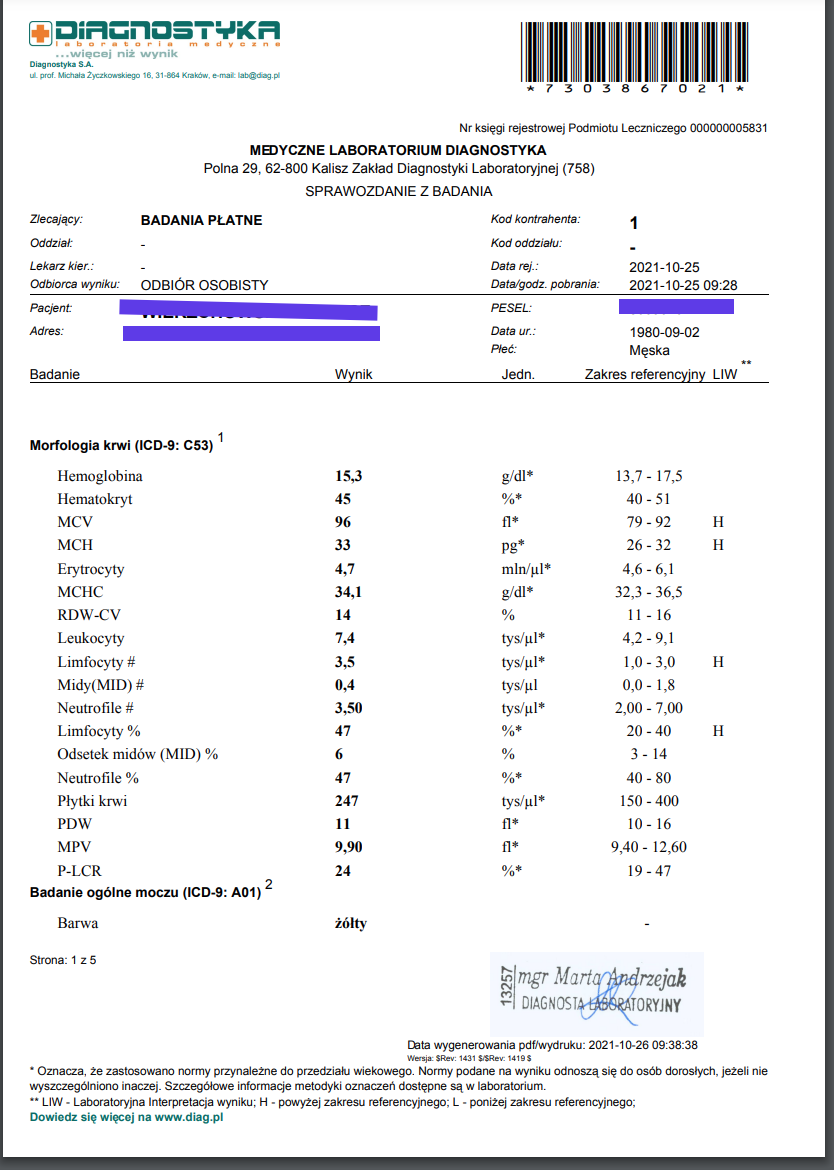 DIAGNOSTYKA
laboratoria medyczne
...więcej niż wynik
Diagnostyka S.A.
ul. prof. Michała Życzkowskiego 16, 31-864 Kraków, e-mail: lab@diag.pl
*7303867021*
Nr księgi rejestrowej Podmiotu Leczniczego 000000005831
MEDYCZNE LABORATORIUM DIAGNOSTYKA
Polna 29, 62-800 Kalisz Zakład Diagnostyki Laboratoryjnej (758)
SPRAWOZDANIE Z BADANIA
Zlecający: BADANIA PŁATNE Kod kontrahenta: 1
Oddział: - Kod oddziału: -
Lekarz kier.: - Data rej.: 2021-10-25
Odbiorca wyniku: ODBIÓR OSOBISTY Data/godz. pobrania: 2021-10-25 09:28
Pacjent: PESEL:
Adres: Data ur.: 1980-09-02
Płeć: Męska
Badanie Wynik Jedn. Zakres referencyjny LIW **
Morfologia krwi (ICD-9: C53) 1
Hemoglobina 15,3 g/dl* 13,7 - 17,5
Hematokryt 45 %* 40 - 51
MCV 96 fl* 79 - 92 H
MCH 33 pg* 26 - 32 H
Erytrocyty 4,7 mln/µl* 4,6 - 6,1
MCHC 34,1 g/dl* 32,3 - 36,5
RDW-CV 14 % 11 - 16
Leukocyty 7,4 tys/µl* 4,2 - 9,1
Limfocyty # 3,5 tys/µl* 1,0 - 3,0 H
Midy(MID) # 0,4 tys/µl 0,0 - 1,8
Neutrofile # 3,50 tys/µl* 2,00 - 7,00
Limfocyty % 47 %* 20 - 40 H
Odsetek midów (MID) % 6 % 3 - 14
Neutrofile % 47 %* 40 - 80
Płytki krwi 247 tys/µl* 150 - 400
PDW 11 fl* 10 - 16
MPV 9,90 fl* 9,40 - 12,60
P-LCR 24 %* 19 - 47
Badanie ogólne moczu (ICD-9: A01) 2
Barwa żółty -
Strona: 1 z 5
13257
mgr Marta Andrzejak
DIAGNOSTA LABORATORYJNY
Data wygenerowania pdf/wydruku: 2021-10-26 09:38:38
Wersja: $Rev: 1431 $/$Rev: 1419 $
* Oznacza, że zastosowano normy przynależne do przedziału wiekowego. Normy podane na wyniku odnoszą się do osób dorosłych, jeżeli nie
wyszczególniono inaczej. Szczegółowe informacje metodyki oznaczeń dostępne są w laboratorium.
** LIW - Laboratoryjna Interpretacja wyniku; H - powyżej zakresu referencyjnego; L - poniżej zakresu referencyjnego;
Dowiedz się więcej na www.diag.pl